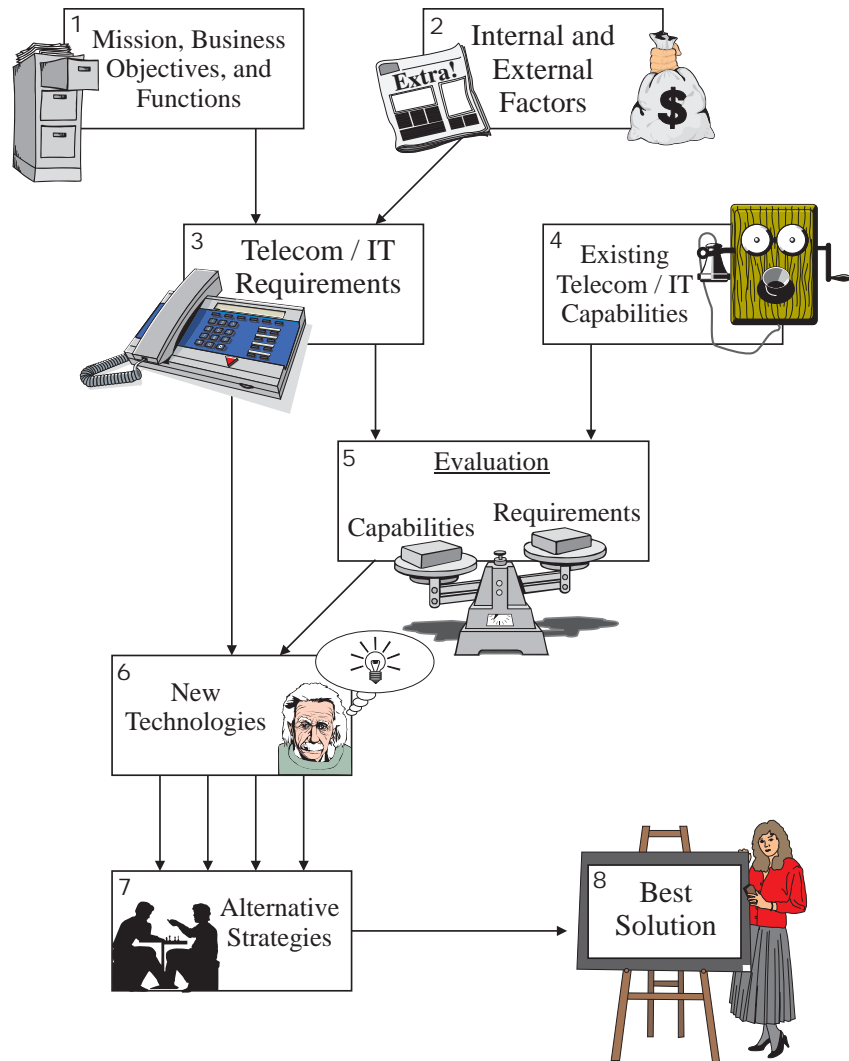 1
Mission, Business
Objectives, and
Functions
2
Internal and
External
Factors
Extra!
$
3
Telecom / IT
Requirements
4
Existing
Telecom / IT
Capabilities
5
Evaluation
Capabilities
Requirements
6
New
Technologies
7
Alternative
Strategies
8
Best
Solution